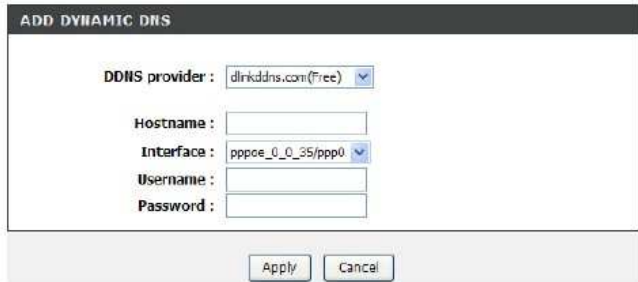 ADD DYNAMIC DNS
DDNS provider : dlinkddns.com(Free)
Hostname :
Interface : pppoe_0_0_35/ppp0
Username :
Password :
Apply Cancel